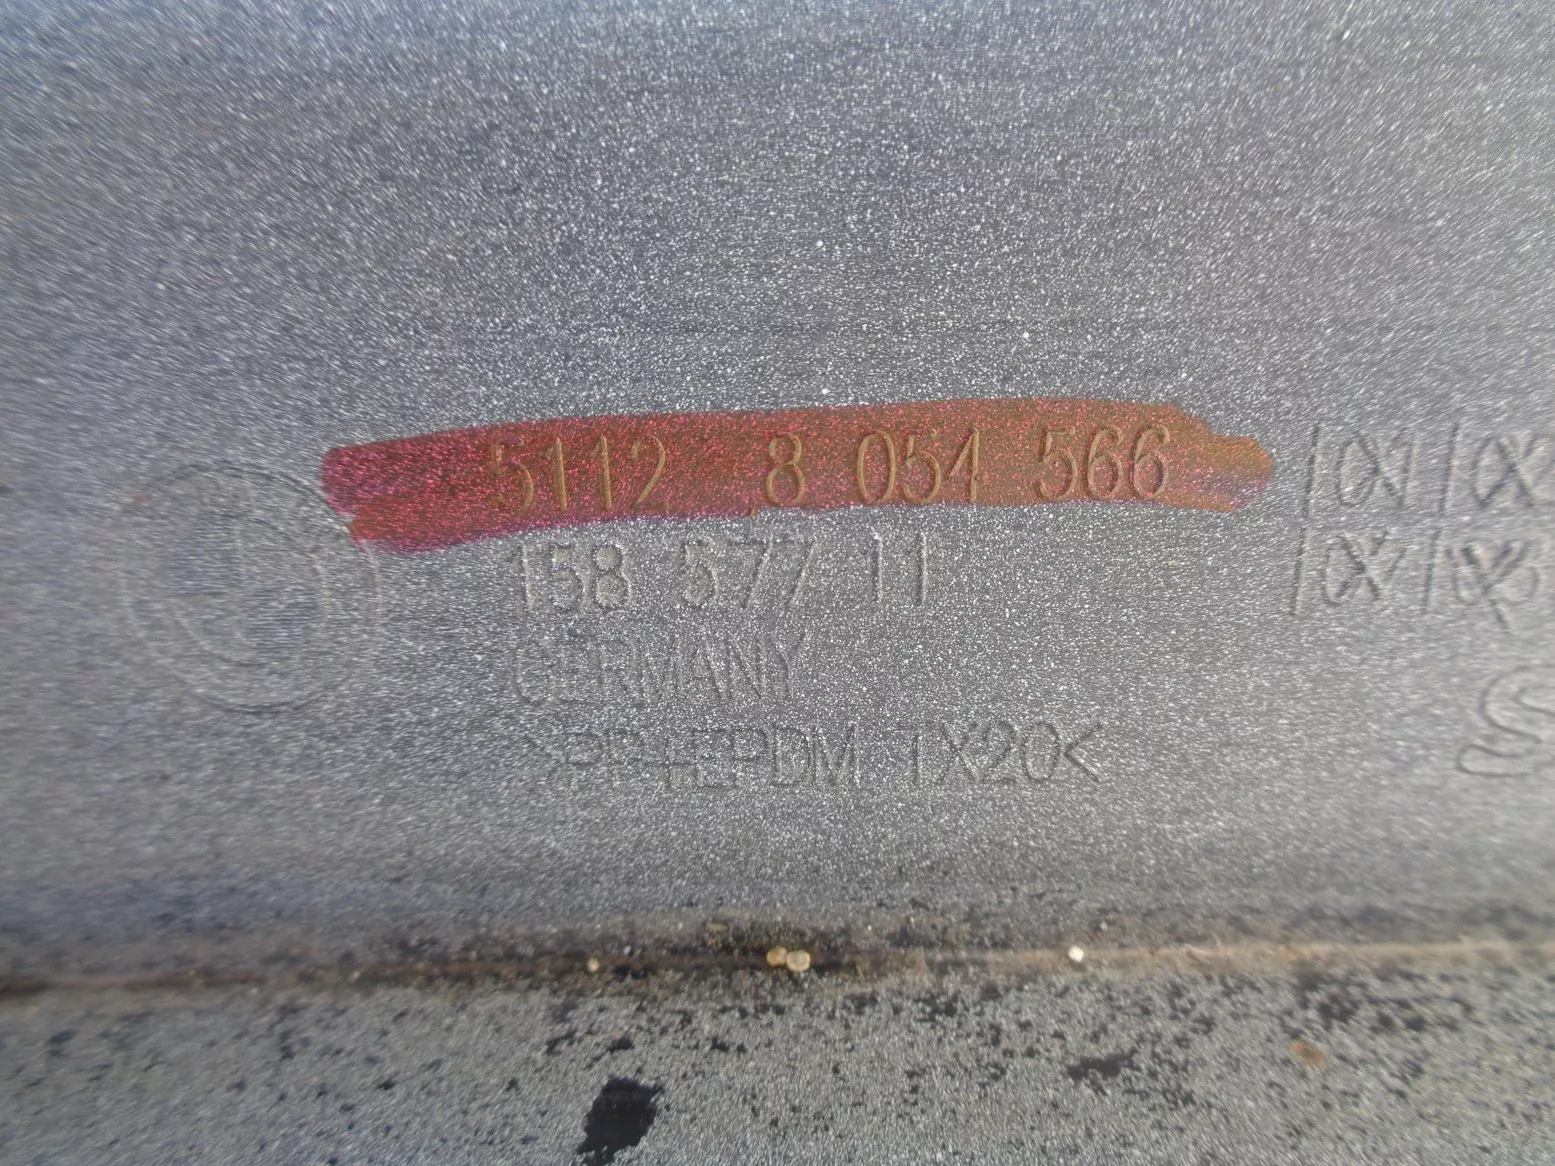 5112 8 054 566
158 577 11
GERMANY
>PP+EPDM TX20<